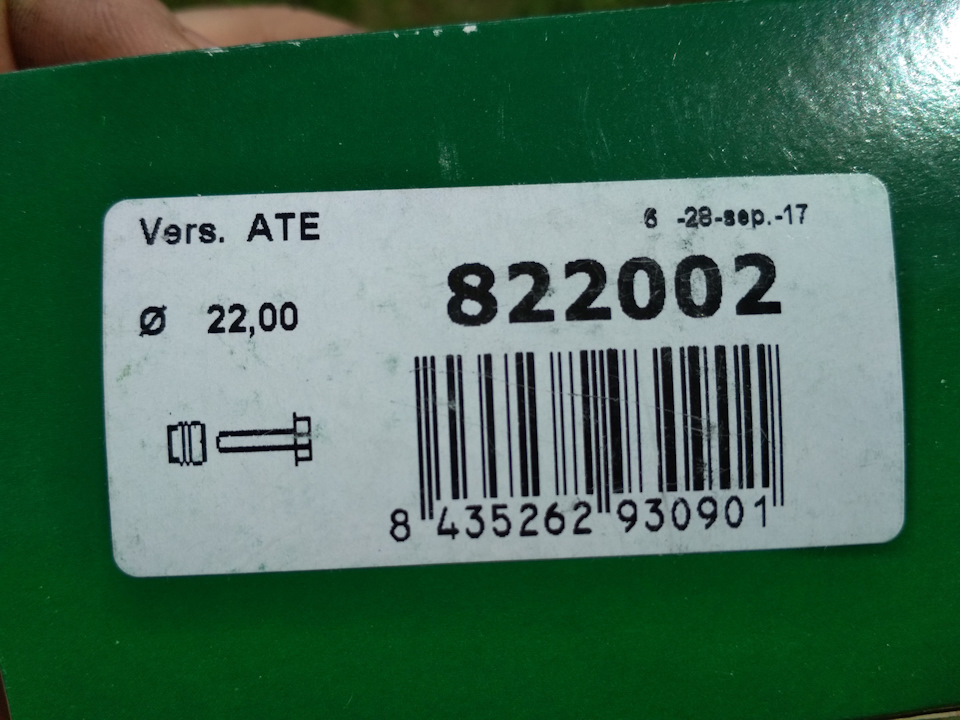 Vers. ATE
6 -28-sep.-17
822002
Ø 22,00
8 435262 930901